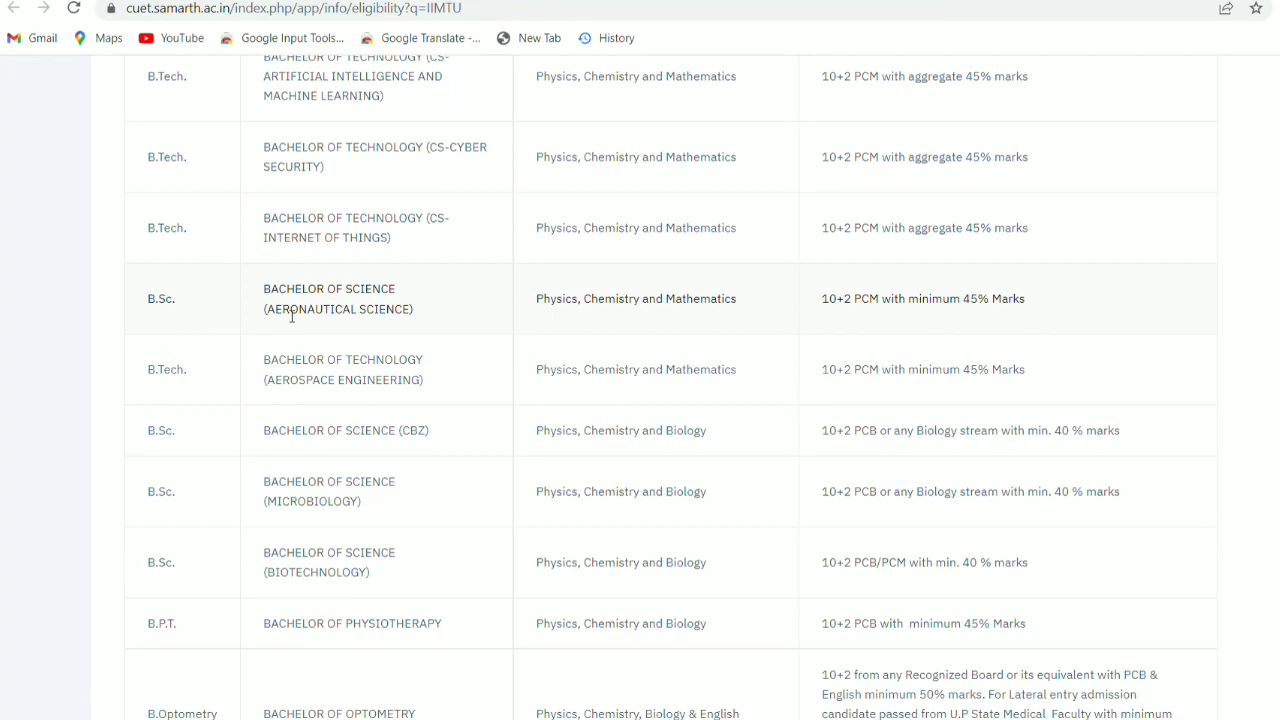 cuet.samarth.ac.in/index.php/app/info/eligibility?q=IIMTU
Gmail Maps YouTube Google Input Tools... Google Translate -... New Tab History
B.Tech. BACHELOR OF TECHNOLOGY (CS-
ARTIFICIAL INTELLIGENCE AND
MACHINE LEARNING) Physics, Chemistry and Mathematics 10+2 PCM with aggregate 45% marks
B.Tech. BACHELOR OF TECHNOLOGY (CS-CYBER
SECURITY) Physics, Chemistry and Mathematics 10+2 PCM with aggregate 45% marks
B.Tech. BACHELOR OF TECHNOLOGY (CS-
INTERNET OF THINGS) Physics, Chemistry and Mathematics 10+2 PCM with aggregate 45% marks
B.Sc. BACHELOR OF SCIENCE
(AERONAUTICAL SCIENCE) Physics, Chemistry and Mathematics 10+2 PCM with minimum 45% Marks
B.Tech. BACHELOR OF TECHNOLOGY
(AEROSPACE ENGINEERING) Physics, Chemistry and Mathematics 10+2 PCM with minimum 45% Marks
B.Sc. BACHELOR OF SCIENCE (CBZ) Physics, Chemistry and Biology 10+2 PCB or any Biology stream with min. 40 % marks
B.Sc. BACHELOR OF SCIENCE
(MICROBIOLOGY) Physics, Chemistry and Biology 10+2 PCB or any Biology stream with min. 40 % marks
B.Sc. BACHELOR OF SCIENCE
(BIOTECHNOLOGY) Physics, Chemistry and Biology 10+2 PCB/PCM with min. 40 % marks
B.P.T. BACHELOR OF PHYSIOTHERAPY Physics, Chemistry and Biology 10+2 PCB with minimum 45% Marks
B.Optometry BACHELOR OF OPTOMETRY Physics, Chemistry, Biology & English 10+2 from any Recognized Board or its equivalent with PCB &
English minimum 50% marks. For Lateral entry admission
candidate passed from U.P State Medical Faculty with minimum